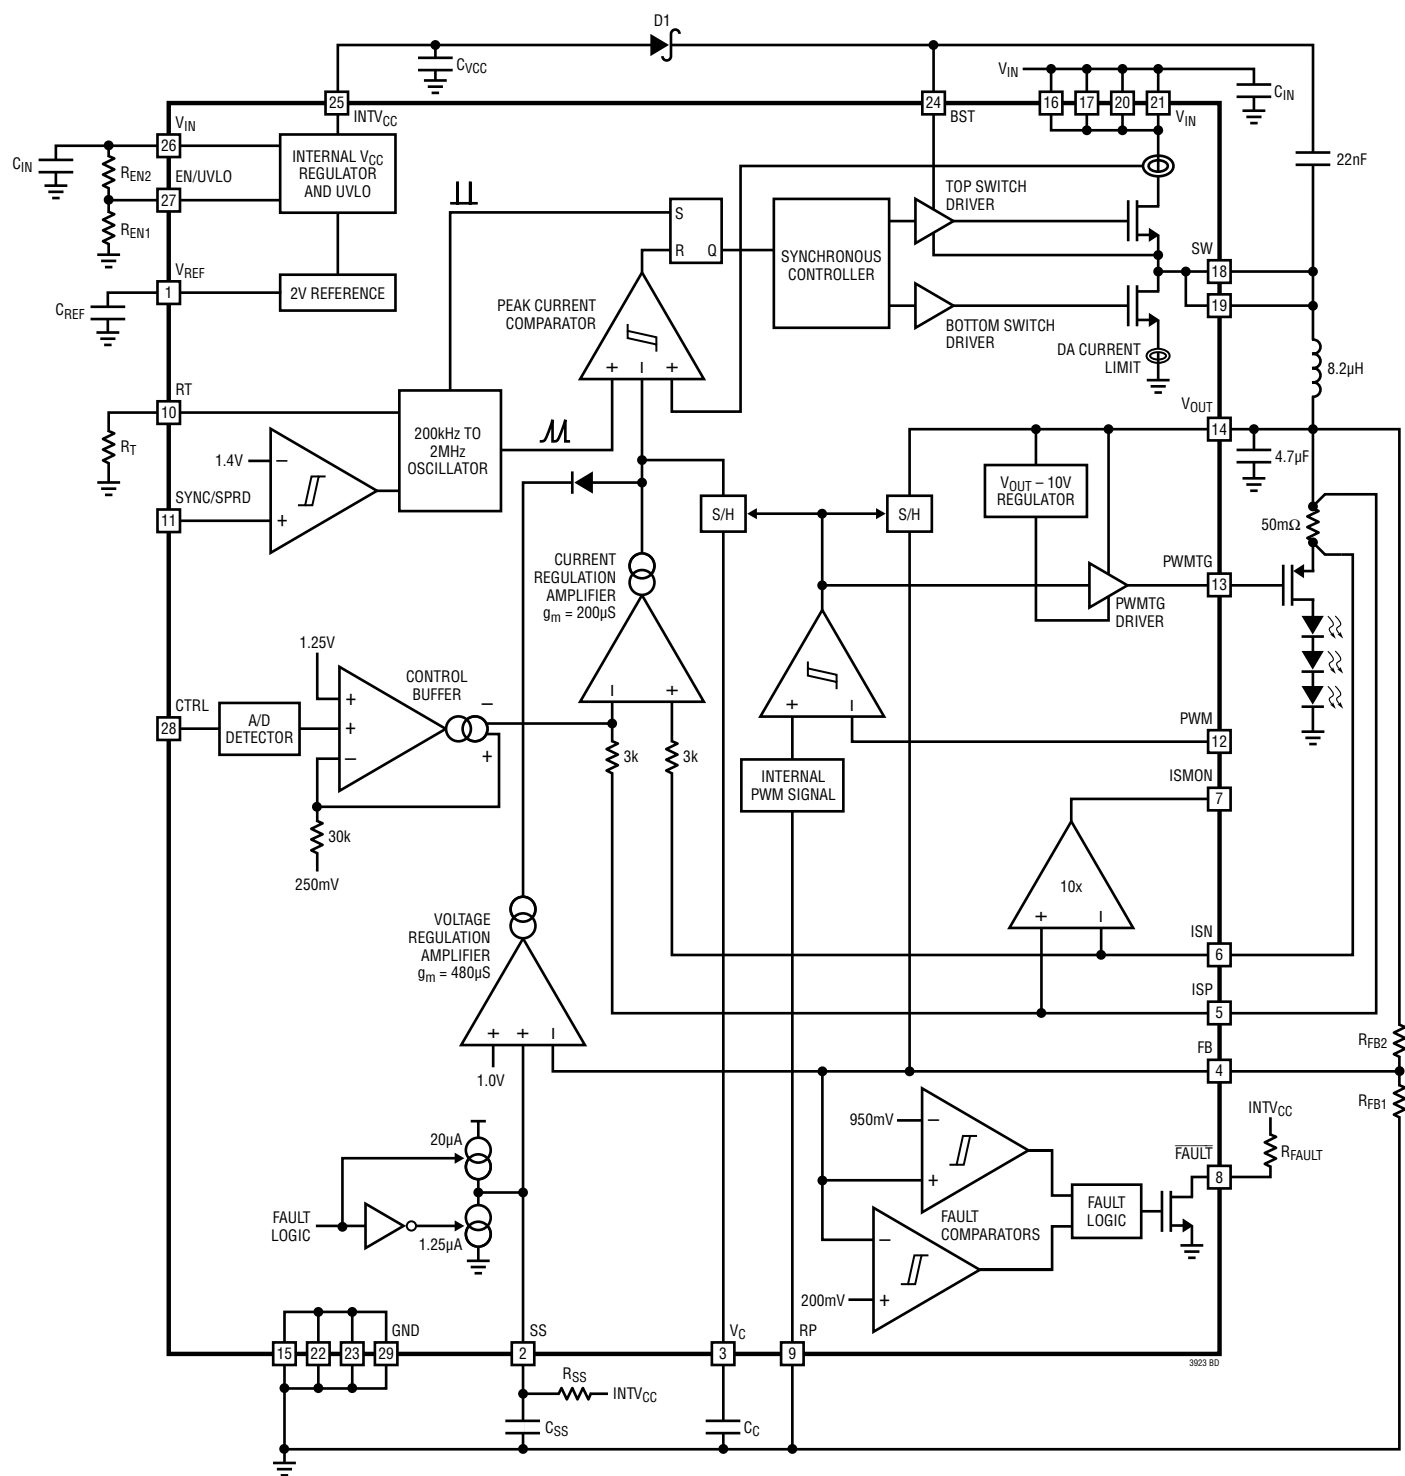 D1
CVCC
VIN
16
17
20
21
CIN
VIN
25
INTVCC
24
BST
VIN
26
CIN
REN2
EN/UVLO
27
REN1
INTERNAL VCC
REGULATOR
AND UVLO
22nF
TOP SWITCH
DRIVER
S
R
Q
SYNCHRONOUS
CONTROLLER
SW
18
19
VREF
1
CREF
2V REFERENCE
PEAK CURRENT
COMPARATOR
+
–
+
BOTTOM SWITCH
DRIVER
DA CURRENT
LIMIT
8.2µH
RT
10
RT
200kHz TO
2MHz
OSCILLATOR
1.4V
–
+
SYNC/SPRD
11
VOUT
14
4.7µF
VOUT – 10V
REGULATOR
S/H
S/H
50mΩ
CURRENT
REGULATION
AMPLIFIER
gm = 200µS
–
+
PWMTG
13
PWMTG
DRIVER
1.25V
CTRL
28
A/D
DETECTOR
+
+
–
CONTROL
BUFFER
–
+
30k
250mV
3k
3k
+
–
INTERNAL
PWM SIGNAL
PWM
12
ISMON
7
10x
+
–
ISN
6
ISP
5
VOLTAGE
REGULATION
AMPLIFIER
gm = 480µS
+
+
–
1.0V
FB
4
RFB2
RFB1
950mV
–
+
INTVCC
RFAULT
FAULT
8
FAULT
LOGIC
FAULT
COMPARATORS
–
+
200mV
20µA
FAULT
LOGIC
1.25µA
GND
15
22
23
29
SS
2
VC
3
RP
9
3923 BD
RSS
INTVCC
CSS
CC